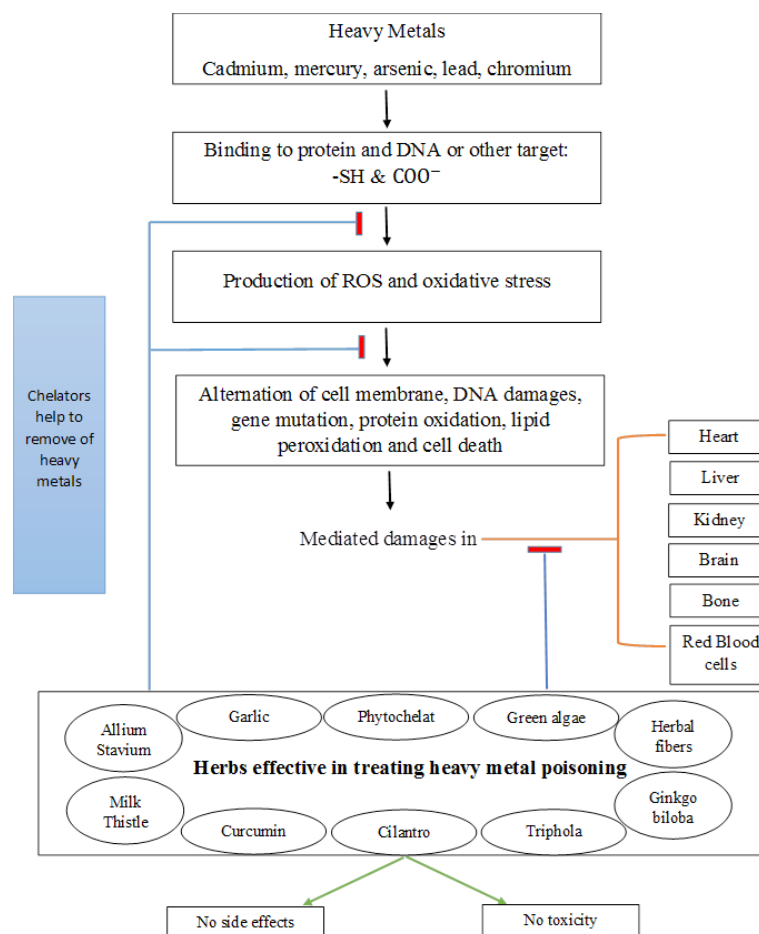 Heavy Metals
Cadmium, mercury, arsenic, lead, chromium
Binding to protein and DNA or other target:
-SH & COO⁻
Production of ROS and oxidative stress
Chelators
help to
remove of
heavy
metals
Alternation of cell membrane, DNA damages,
gene mutation, protein oxidation, lipid
peroxidation and cell death
Mediated damages in
Heart
Liver
Kidney
Brain
Bone
Red Blood
cells
Allium
Stavium
Garlic
Phytochelat
Green algae
Herbal
fibers
Herbs effective in treating heavy metal poisoning
Milk
Thistle
Curcumin
Cilantro
Triphola
Ginkgo
biloba
No side effects
No toxicity